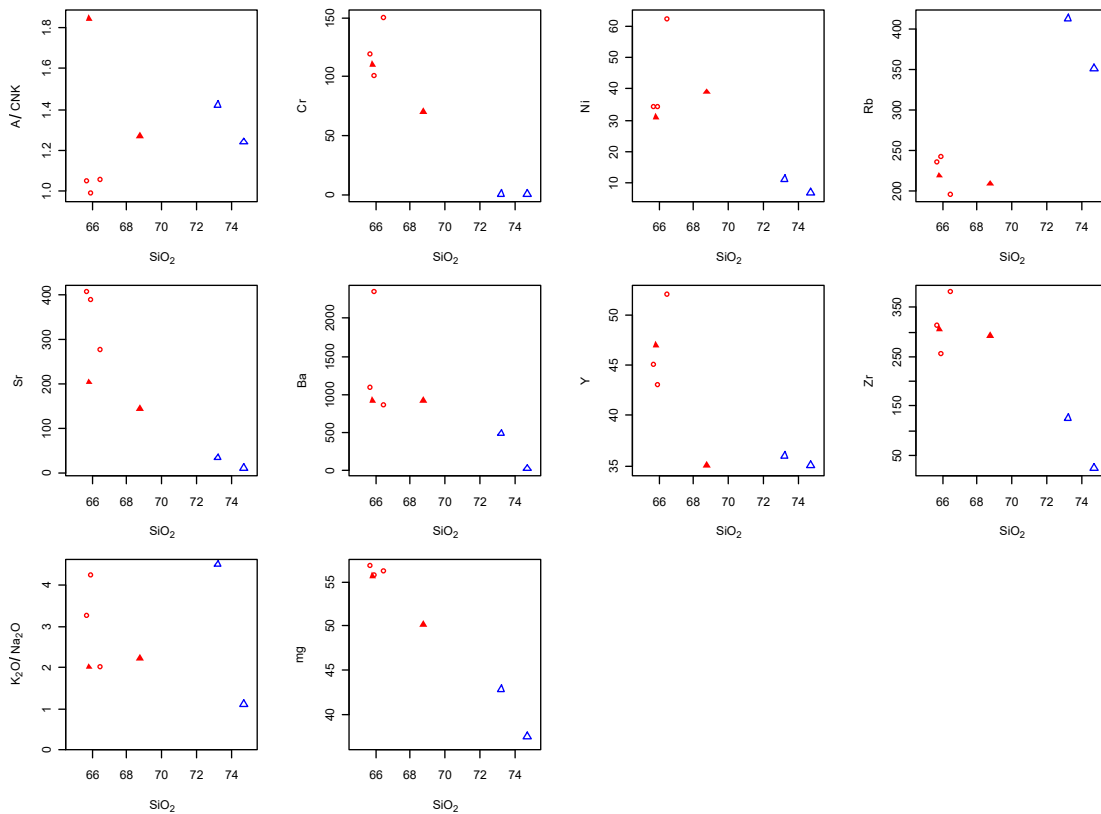 A/ CNK
1.0 1.2 1.4 1.6 1.8
66 68 70 72 74
SiO2
Cr
0 50 100 150
66 68 70 72 74
SiO2
Ni
10 20 30 40 50 60
66 68 70 72 74
SiO2
Rb
200 250 300 350 400
66 68 70 72 74
SiO2
Sr
0 100 200 300 400
66 68 70 72 74
SiO2
Ba
0 500 1000 1500 2000
66 68 70 72 74
SiO2
Y
35 40 45 50
66 68 70 72 74
SiO2
Zr
50 150 250 350
66 68 70 72 74
SiO2
K2O/ Na2O
0 1 2 3 4
66 68 70 72 74
SiO2
mg
40 45 50 55
66 68 70 72 74
SiO2